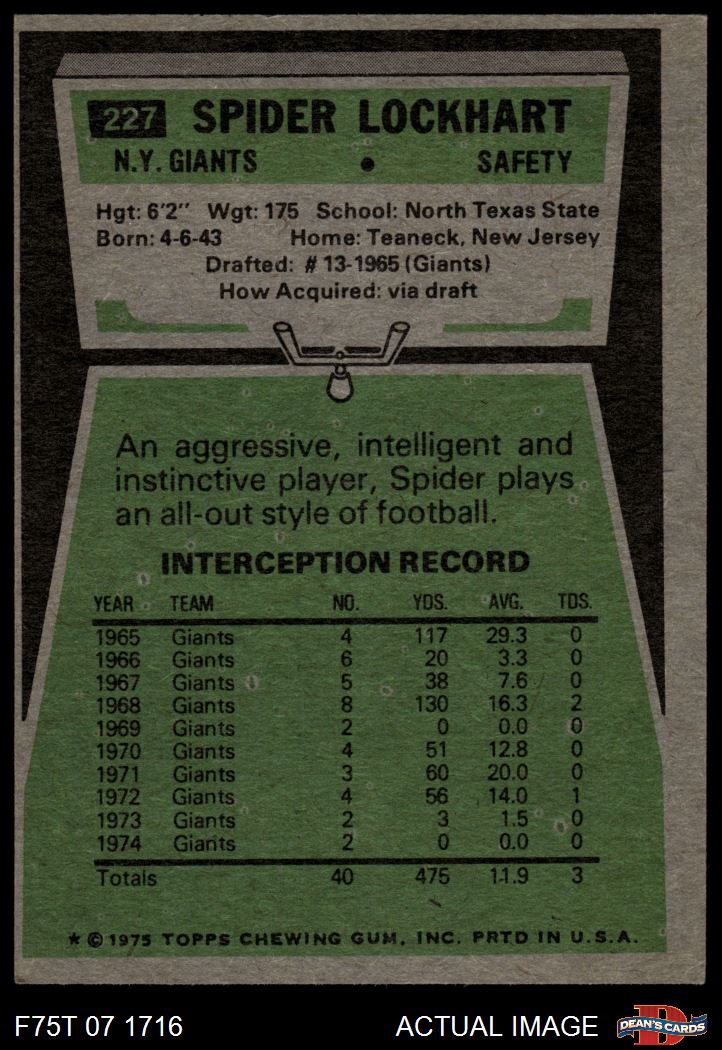 227 SPIDER LOCKHART
N.Y. GIANTS • SAFETY
Hgt: 6'2" Wgt: 175 School: North Texas State
Born: 4-6-43 Home: Teaneck, New Jersey
Drafted: # 13-1965 (Giants)
How Acquired: via draft
An aggressive, intelligent and
instinctive player, Spider plays
an all-out style of football.
INTERCEPTION RECORD
YEAR TEAM NO. YDS. AVG. TDS.
1965 Giants 4 117 29.3 0
1966 Giants 6 20 3.3 0
1967 Giants 5 38 7.6 0
1968 Giants 8 130 16.3 2
1969 Giants 2 0 0.0 0
1970 Giants 4 51 12.8 0
1971 Giants 3 60 20.0 0
1972 Giants 4 56 14.0 1
1973 Giants 2 3 1.5 0
1974 Giants 2 0 0.0 0
Totals 40 475 11.9 3
★ © 1975 TOPPS CHEWING GUM, INC. PRTD IN U.S.A.
F75T 07 1716 ACTUAL IMAGE D DEAN'S CARDS